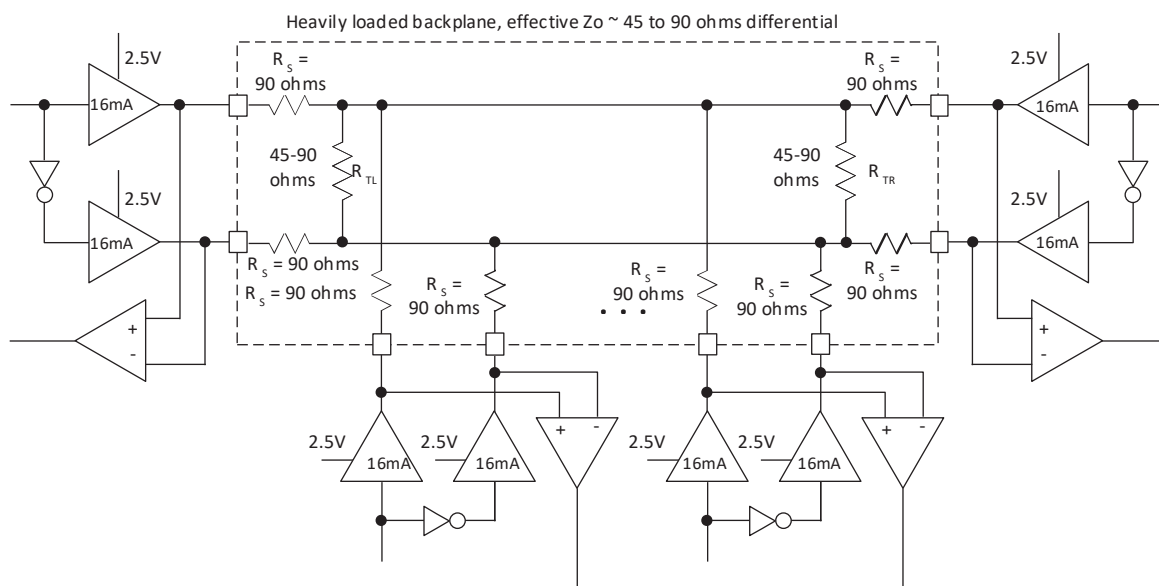 Heavily loaded backplane, effective Zo ~ 45 to 90 ohms differential
2.5V
16mA
R S =
90 ohms
R S =
90 ohms
2.5V
16mA
45-90
ohms
R TL
45-90
ohms
R TR
2.5V
16mA
2.5V
16mA
R S = 90 ohms
R S = 90 ohms
R S =
90 ohms
R S =
90 ohms
R S =
90 ohms
R S =
90 ohms
. . .
+
-
+
-
2.5V
16mA
2.5V
16mA
+ -
2.5V
16mA
2.5V
16mA
+ -